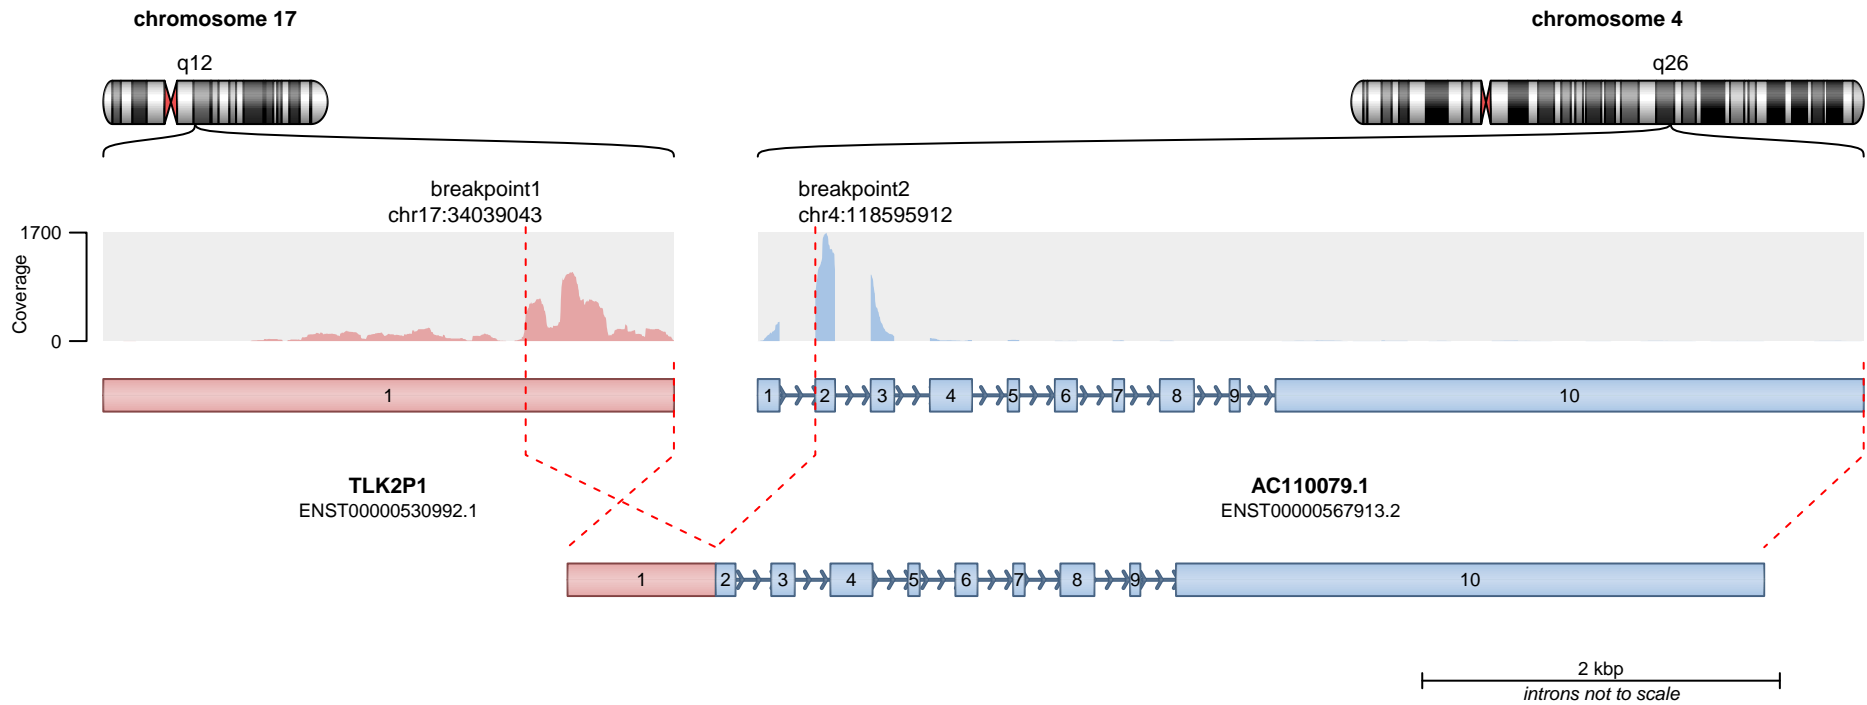 chromosome 17
chromosome 4
q12
q26
breakpoint1
chr17:34039043
breakpoint2
chr4:118595912
1700
0
Coverage
1
1 2 3 4 5 6 7 8 9 10
TLK2P1
ENST00000530992.1
AC110079.1
ENST00000567913.2
1 2 3 4 5 6 7 8 9 10
2 kbp
introns not to scale